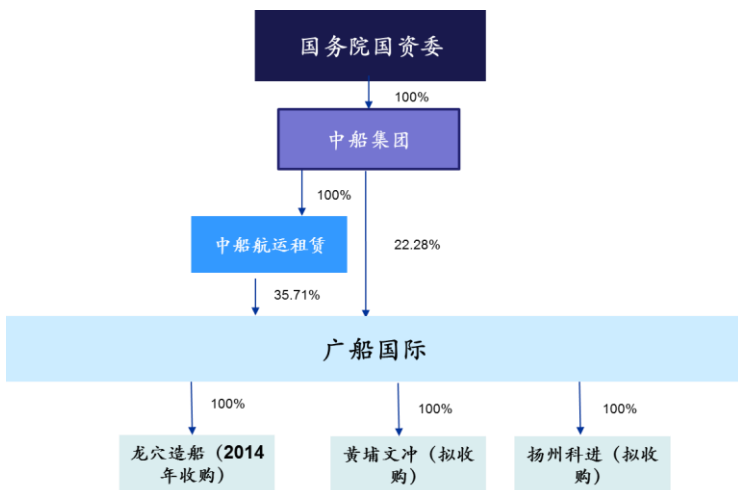 国务院国资委
100%
中船集团
100%
中船航运租赁
22.28%
35.71%
广船国际
100%
100%
100%
龙穴造船（2014
年收购）
黄埔文冲（拟收
购）
扬州科进（拟收
购）